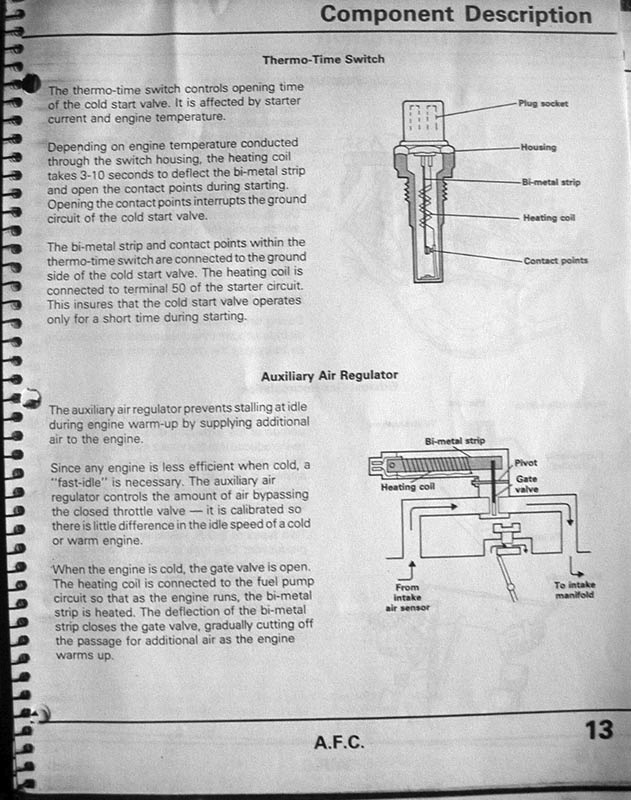 Component Description
Thermo-Time Switch
The thermo-time switch controls opening time
of the cold start valve. It is affected by starter
current and engine temperature.
Depending on engine temperature conducted
through the switch housing, the heating coil
takes 3-10 seconds to deflect the bi-metal strip
and open the contact points during starting.
Opening the contact points interrupts the ground
circuit of the cold start valve.
The bi-metal strip and contact points within the
thermo-time switch are connected to the ground
side of the cold start valve. The heating coil is
connected to terminal 50 of the starter circuit.
This insures that the cold start valve operates
only for a short time during starting.
Plug socket
Housing
Bi-metal strip
Heating coil
Contact points
Auxiliary Air Regulator
The auxiliary air regulator prevents stalling at idle
during engine warm-up by supplying additional
air to the engine.
Since any engine is less efficient when cold, a
"fast-idle" is necessary. The auxiliary air
regulator controls the amount of air bypassing
the closed throttle valve — it is calibrated so
there is little difference in the idle speed of a cold
or warm engine.
When the engine is cold, the gate valve is open.
The heating coil is connected to the fuel pump
circuit so that as the engine runs, the bi-metal
strip is heated. The deflection of the bi-metal
strip closes the gate valve, gradually cutting off
the passage for additional air as the engine
warms up.
Bi-metal strip
Pivot
Heating coil
Gate
valve
From
intake
air sensor
To intake
manifold
A.F.C.
13